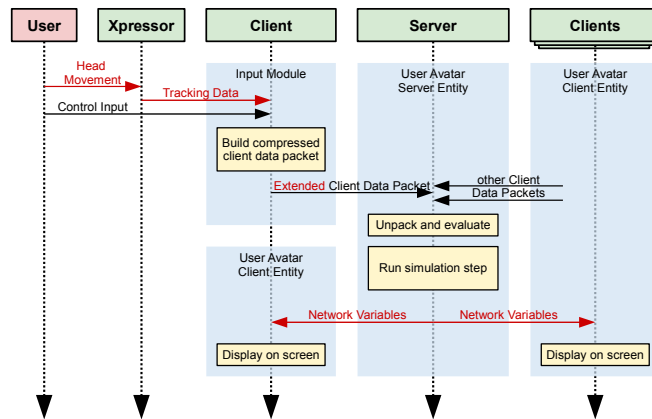 User
Xpressor
Client
Server
Clients
Head
Movement
Input Module
User Avatar
Server Entity
User Avatar
Client Entity
Tracking Data
Control Input
Build compressed
client data packet
Extended Client Data Packet
other Client
Data Packets
Unpack and evaluate
User Avatar
Client Entity
Run simulation step
Network Variables
Network Variables
Display on screen
Display on screen